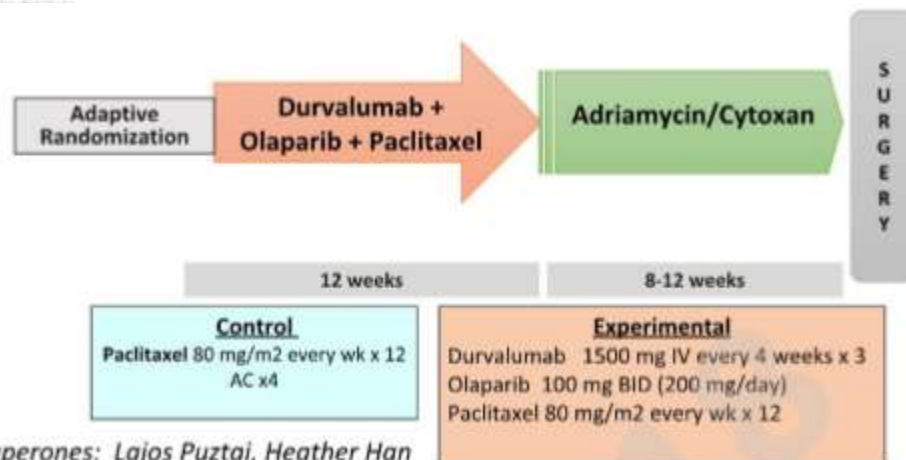 Adaptive
Randomization
Durvalumab +
Olaparib + Paclitaxel
Adriamycin/Cytoxan
SURGERY
12 weeks
8-12 weeks
Control
Paclitaxel 80 mg/m2 every wk x 12
AC x4
Experimental
Durvalumab 1500 mg IV every 4 weeks x 3
Olaparib 100 mg BID (200 mg/day)
Paclitaxel 80 mg/m2 every wk x 12
perones: Lajos Puztai, Heather Han